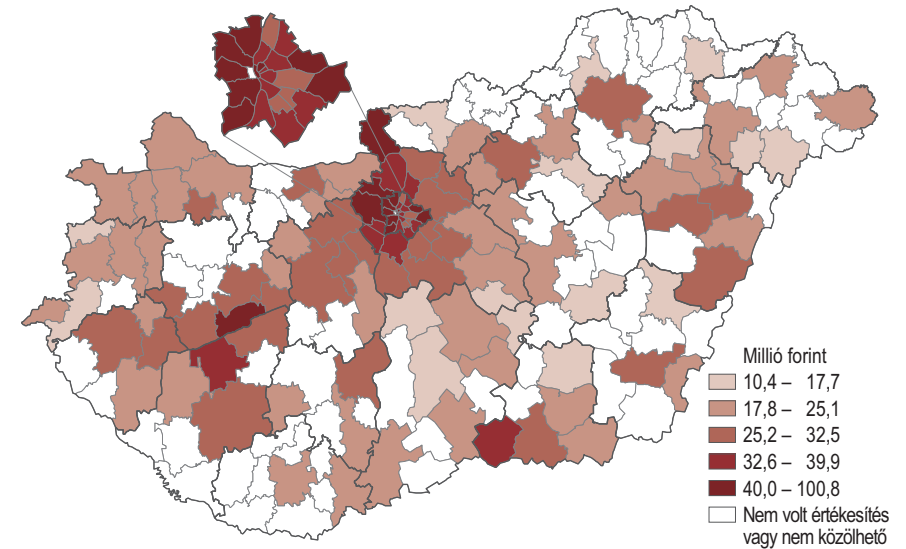 Millió forint
10,4 – 17,7
17,8 – 25,1
25,2 – 32,5
32,6 – 39,9
40,0 – 100,8
Nem volt értékesítés
vagy nem közölhető